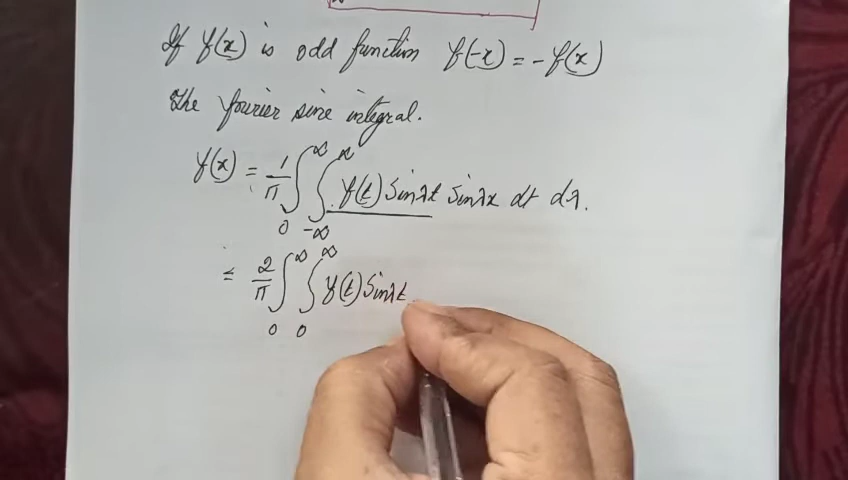 If f(x) is odd function f(-x) = -f(x)
The fourier sine integral.
f(x) = 1/π ∫₀^∞ ∫₋∞^∞ f(t) Sinλt sinλx dt dλ.
= 2/π ∫₀^∞ ∫₀^∞ f(t) Sinλt